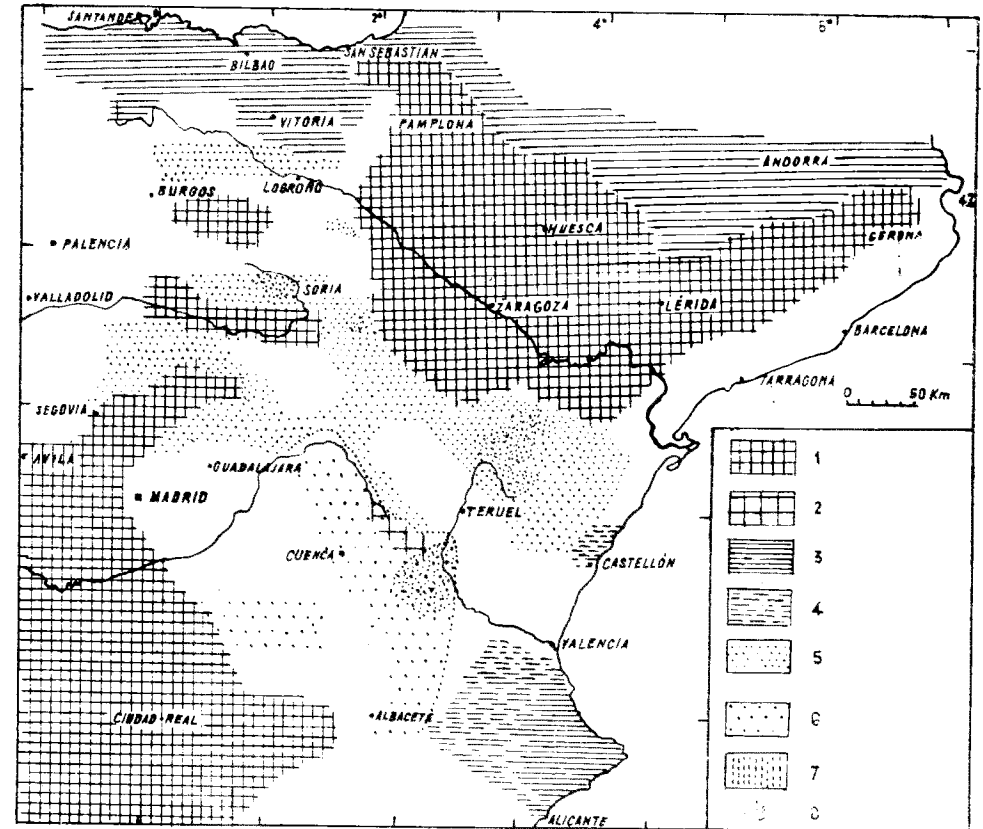 2°
4°
6°
SANTANDER
SAN SEBASTIAN
BILBAO
VITORIA
PAMPLONA
ANDORRA
BURGOS
LOGROÑO
HUESCA
GERONA
PALENCIA
SORIA
VALLADOLID
ZARAGOZA
LÉRIDA
BARCELONA
TARRAGONA
0 50 Km
SEGOVIA
AVILA
GUADALAJARA
MADRID
TERUEL
CUENCA
CASTELLÓN
VALENCIA
CIUDAD-REAL
ALBACETE
ALICANTE
1
2
3
4
5
6
7
8